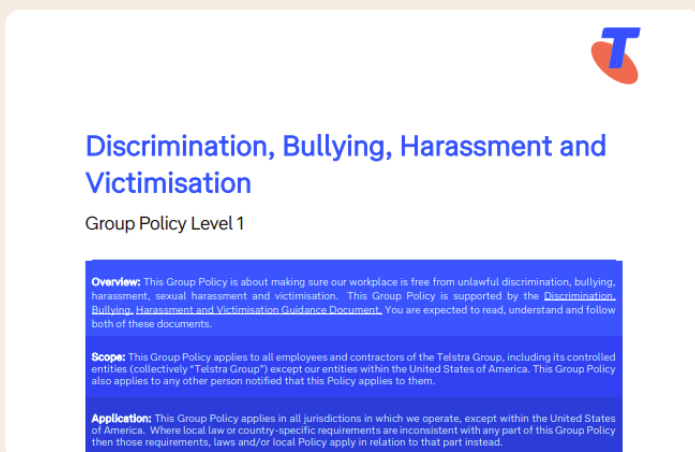 Discrimination, Bullying, Harassment and
Victimisation
Group Policy Level 1
Overview: This Group Policy is about making sure our workplace is free from unlawful discrimination, bullying,
harassment, sexual harassment and victimisation. This Group Policy is supported by the Discrimination,
Bullying, Harassment and Victimisation Guidance Document. You are expected to read, understand and follow
both of these documents.
Scope: This Group Policy applies to all employees and contractors of the Telstra Group, including its controlled
entities (collectively “Telstra Group”) except our entities within the United States of America. This Group Policy
also applies to any other person notified that this Policy applies to them.
Application: This Group Policy applies in all jurisdictions in which we operate, except within the United States
of America. Where local law or country-specific requirements are inconsistent with any part of this Group Policy
then those requirements, laws and/or local Policy apply in relation to that part instead.